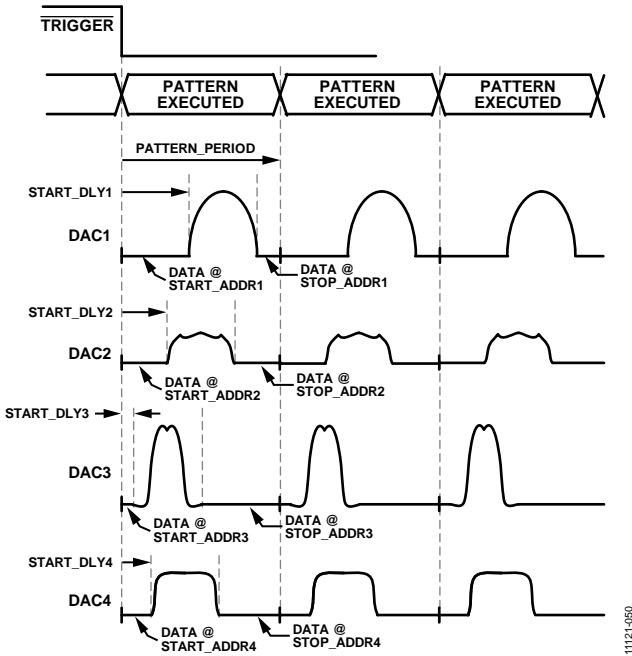 TRIGGER
PATTERN
EXECUTED
PATTERN
EXECUTED
PATTERN
EXECUTED
PATTERN_PERIOD
START_DLY1
DAC1
DATA @
START_ADDR1
DATA @
STOP_ADDR1
START_DLY2
DAC2
DATA @
START_ADDR2
DATA @
STOP_ADDR2
START_DLY3
DAC3
DATA @
START_ADDR3
DATA @
STOP_ADDR3
START_DLY4
DAC4
DATA @
START_ADDR4
DATA @
STOP_ADDR4
11121-050